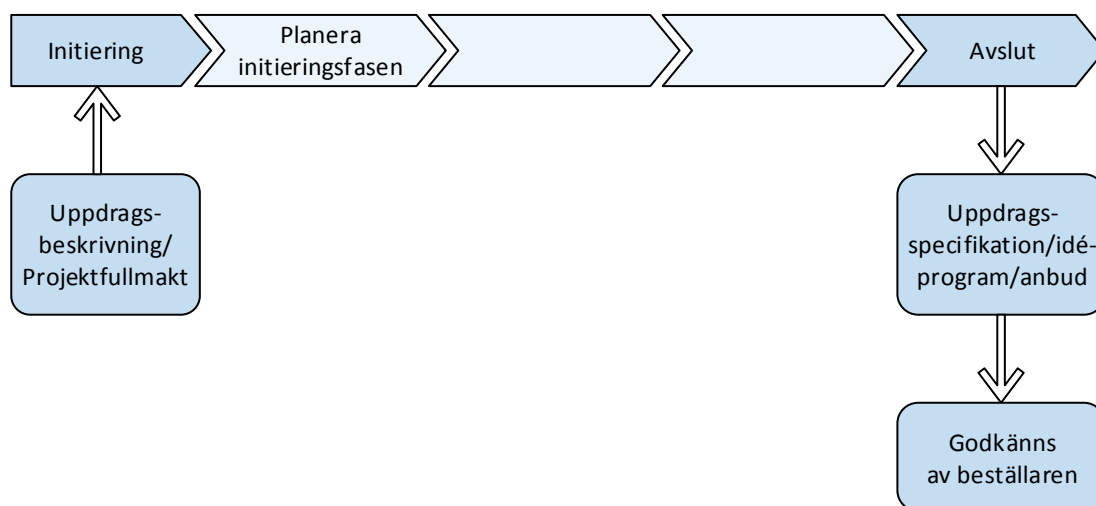 Initiering
Planera
initieringsfasen
Avslut
Uppdrags-
beskrivning/
Projektfullmakt
Uppdrags-
specifikation/idé-
program/anbud
Godkänns
av beställaren